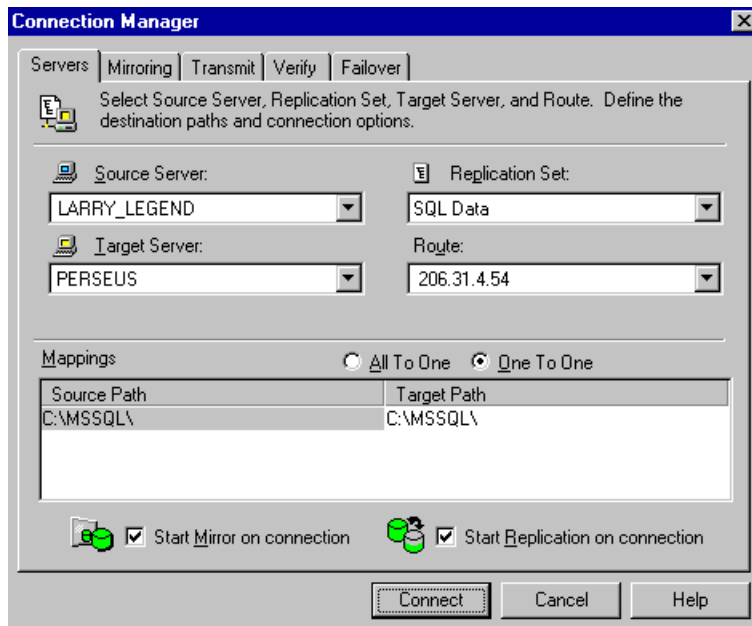 Connection Manager
Servers Mirroring Transmit Verify Failover
Select Source Server, Replication Set, Target Server, and Route. Define the
destination paths and connection options.
Source Server: Replication Set:
LARRY_LEGEND SQL Data
Target Server: Route:
PERSEUS 206.31.4.54
Mappings All To One One To One
Source Path Target Path
C:\MSSQL\ C:\MSSQL\
Start Mirror on connection Start Replication on connection
Connect Cancel Help